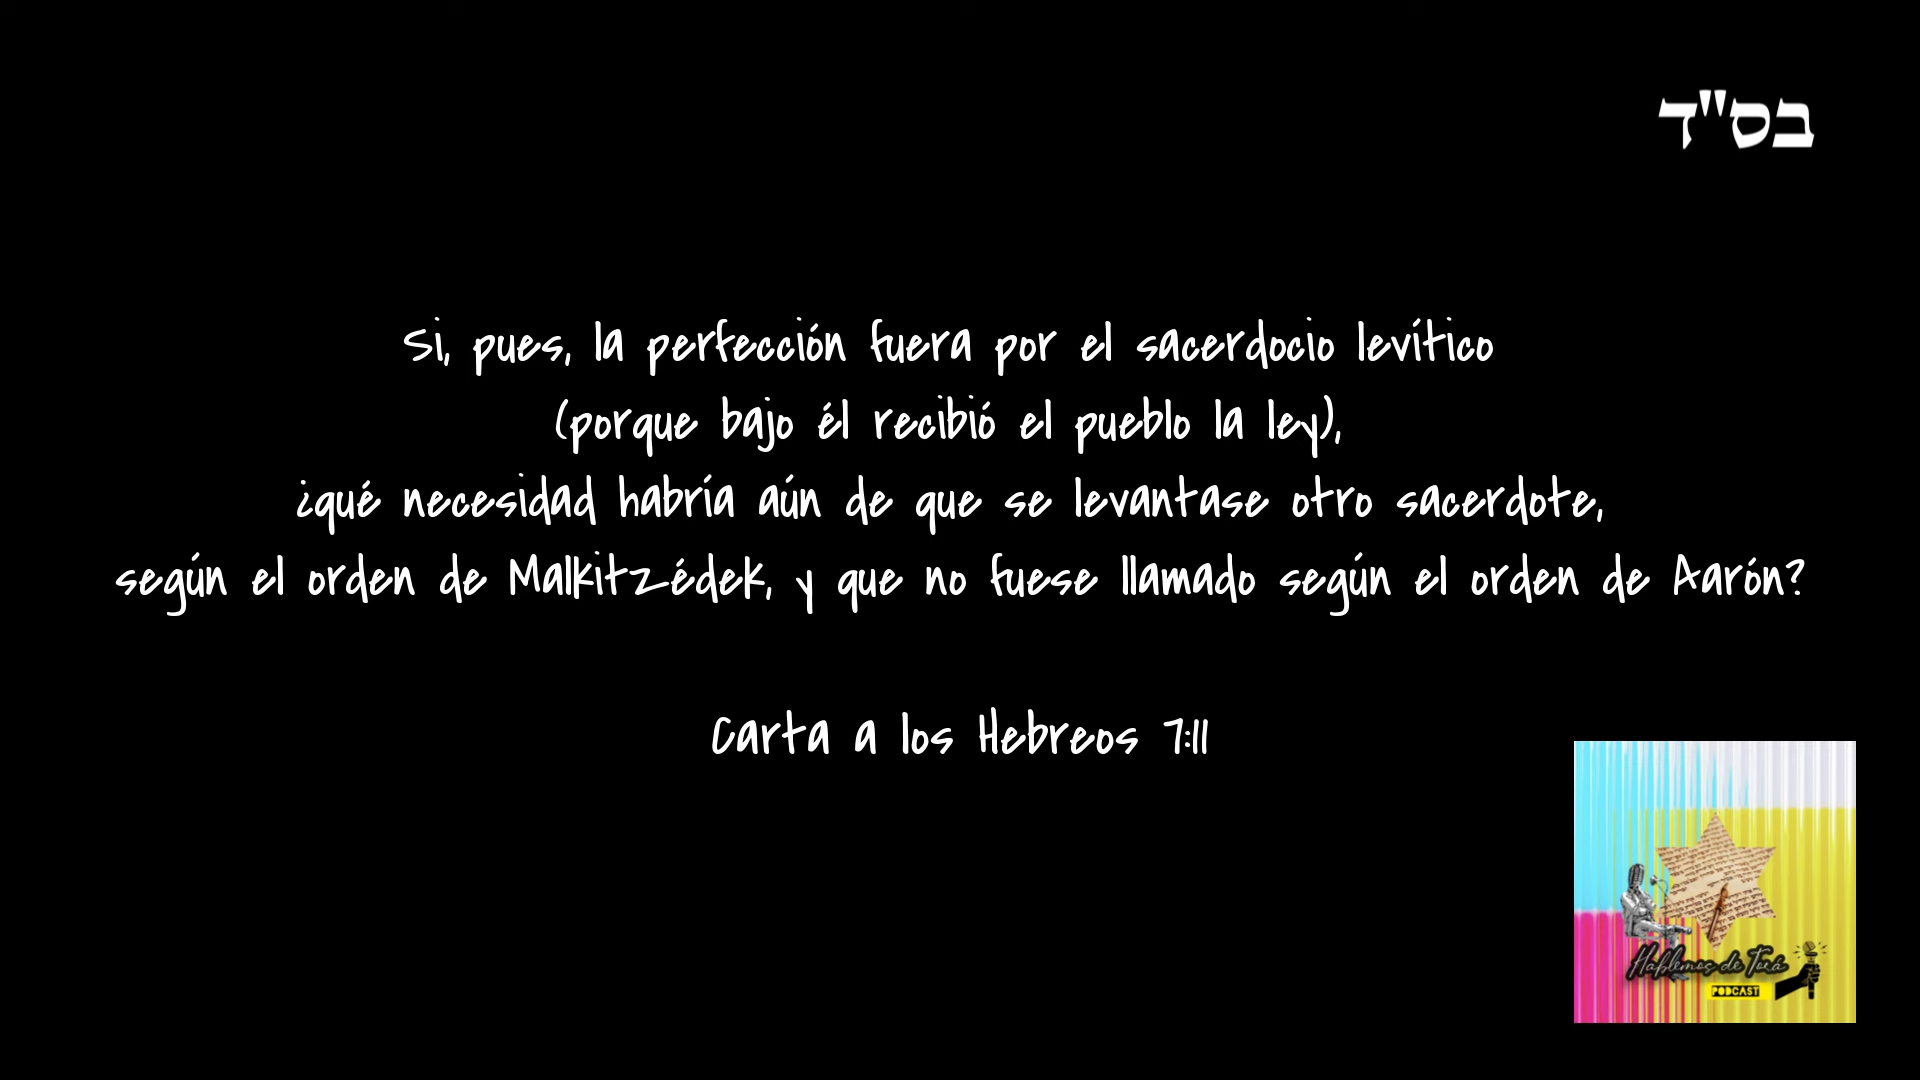 בס"ד
Si, pues, la perfección fuera por el sacerdocio levítico
(porque bajo él recibió el pueblo la ley),
¿qué necesidad habría aún de que se levantase otro sacerdote,
según el orden de Malkitzédek, y que no fuese llamado según el orden de Aarón?
Carta a los Hebreos 7:11
Hablemos de Torá
PODCAST